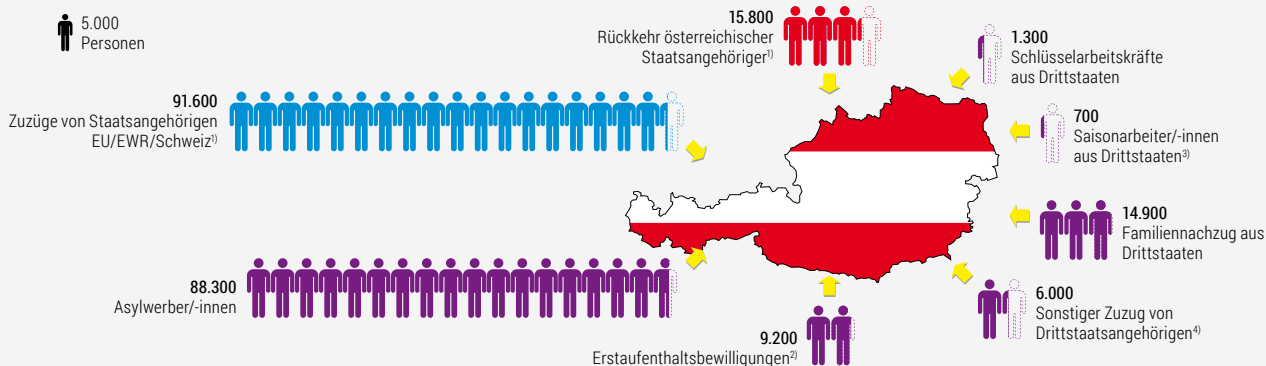 5.000
Personen
15.800
Rückkehr österreichischer
Staatsangehöriger¹⁾
1.300
Schlüsselarbeitskräfte
aus Drittstaaten
91.600
Zuzüge von Staatsangehörigen
EU/EWR/Schweiz¹⁾
700
Saisonarbeiter/-innen
aus Drittstaaten³⁾
14.900
Familiennachzug aus
Drittstaaten
88.300
Asylwerber/-innen
6.000
Sonstiger Zuzug von
Drittstaatsangehörigen⁴⁾
9.200
Erstaufenthaltsbewilligungen²⁾